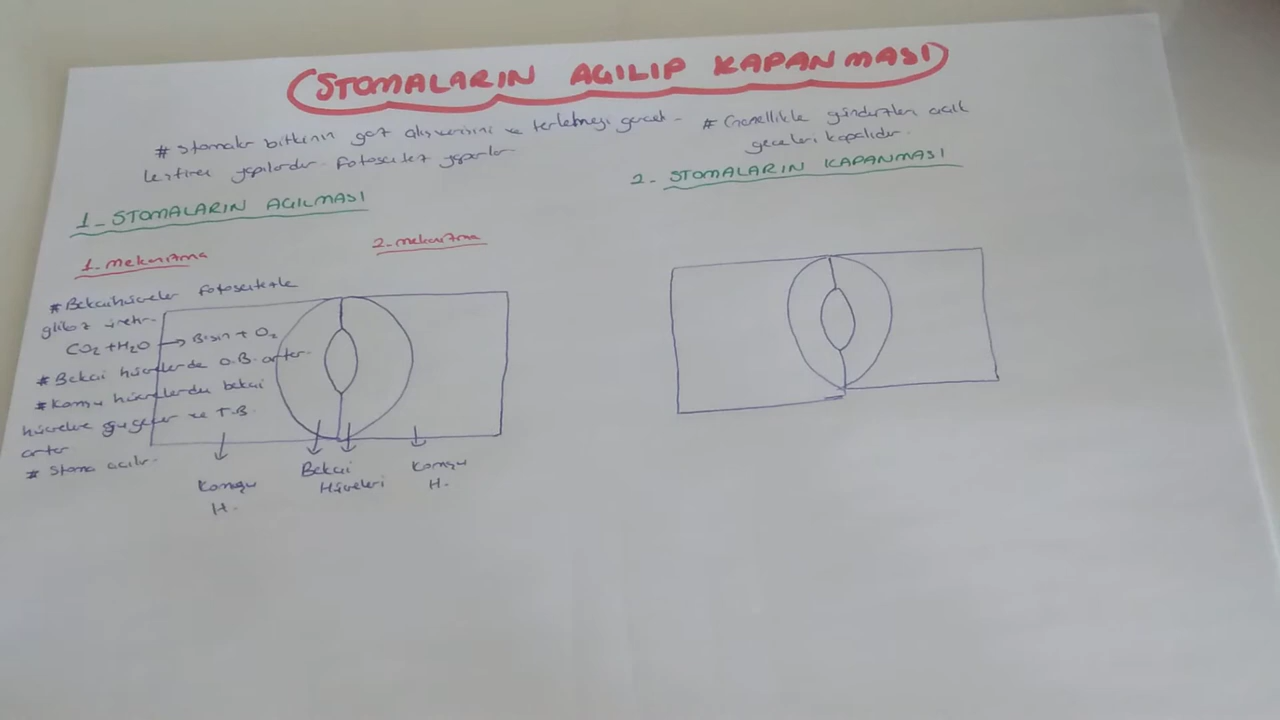 STOMALARIN AÇILIP KAPANMASI
# Stomalar bitkinin gaz alışverişini ve terlemeyi gerçek-
leştiren yapılardır. Fotosentez yaparlar.
# Genellikle gündüzleri açık
geceleri kapalıdır.
1- STOMALARIN AÇILMASI
1. mekanizma
# Bekçi hücreler fotosentezle
glikoz üretir.
CO2 + H2O → Besin + O2
# Bekçi hücrelerde O.B. artar.
# Komşu hücrelerden bekçi
hücrelere su geçer ve T.B.
artar
# Stoma açılır.
2. mekanizma
Komşu
H.
Bekçi
Hücreleri
Komşu
H.
2- STOMALARIN KAPANMASI